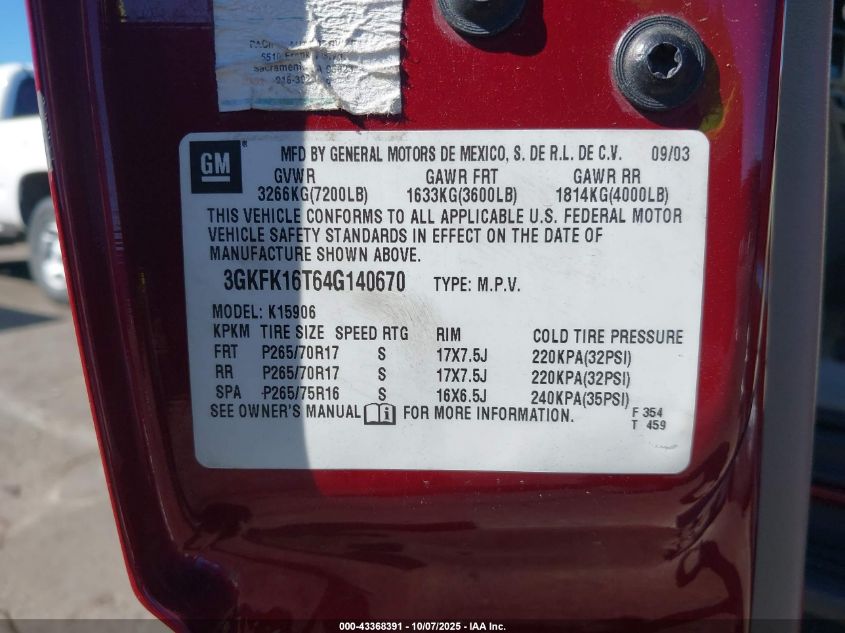 GM
MFD BY GENERAL MOTORS DE MEXICO, S. DE R.L. DE C.V. 09/03
GVWR GAWR FRT GAWR RR
3266KG(7200LB) 1633KG(3600LB) 1814KG(4000LB)
THIS VEHICLE CONFORMS TO ALL APPLICABLE U.S. FEDERAL MOTOR
VEHICLE SAFETY STANDARDS IN EFFECT ON THE DATE OF
MANUFACTURE SHOWN ABOVE.
3GKFK16T64G140670 TYPE: M.P.V.
MODEL: K15906
KPKM TIRE SIZE SPEED RTG RIM COLD TIRE PRESSURE
FRT P265/70R17 S 17X7.5J 220KPA(32PSI)
RR P265/70R17 S 17X7.5J 220KPA(32PSI)
SPA P265/75R16 S 16X6.5J 240KPA(35PSI)
SEE OWNER'S MANUAL i FOR MORE INFORMATION.
F 354
T 459
000-43368391 - 10/07/2025 - IAA Inc.